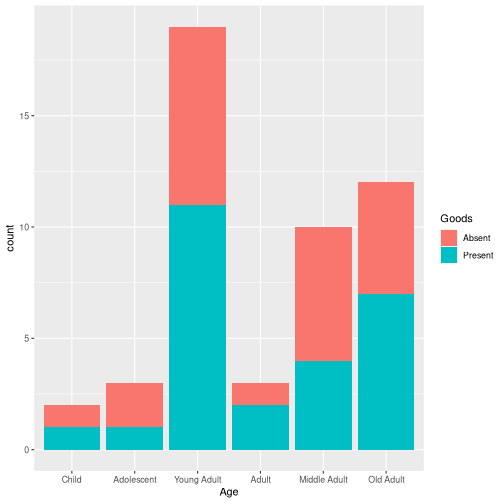 count
15
10
5
0
Child Adolescent Young Adult Adult Middle Adult Old Adult
Age
Goods
Absent
Present